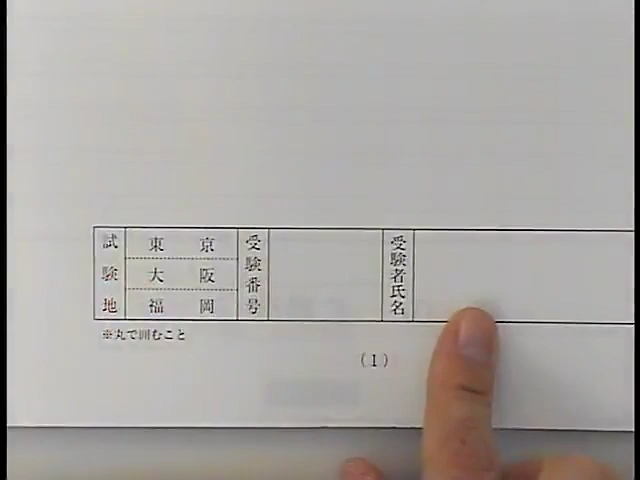 試験地
東京
大阪
福岡
受験番号
受験者氏名
※丸で囲むこと
(1)